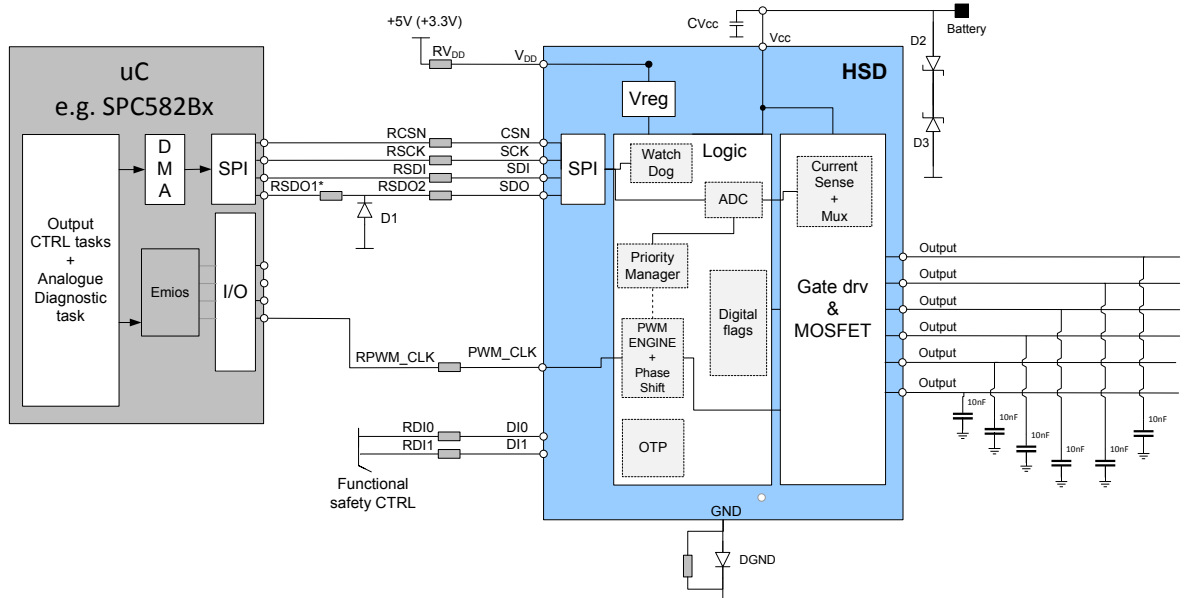 +5V (+3.3V)
CVcc
Battery
Vcc
D2
RVDD
VDD
HSD
uC
e.g. SPC582Bx
Vreg
D3
D
M
A
SPI
RCSN
CSN
RSCK
SCK
RSDI
SDI
RSDO1*
RSDO2
SDO
D1
SPI
Logic
Watch
Dog
ADC
Current
Sense
+
Mux
Output
CTRL tasks
+
Analogue
Diagnostic
task
Emios
I/O
Priority
Manager
Digital
flags
Gate drv
&
MOSFET
Output
Output
Output
Output
Output
Output
PWM
ENGINE
+
Phase
Shift
RPWM_CLK
PWM_CLK
OTP
RDI0
DI0
RDI1
DI1
Functional
safety CTRL
10nF
10nF
10nF
10nF
10nF
10nF
GND
DGND